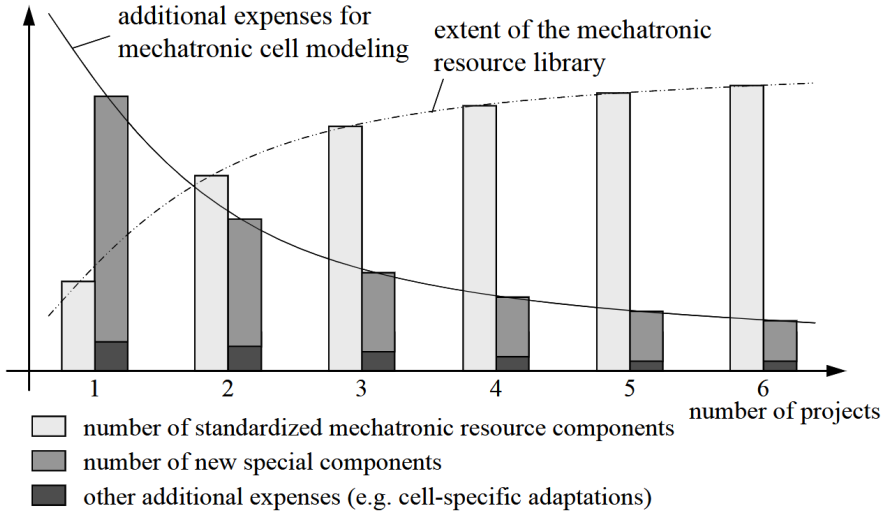 additional expenses for
mechatronic cell modeling
extent of the mechatronic
resource library
1 2 3 4 5 6
number of projects
number of standardized mechatronic resource components
number of new special components
other additional expenses (e.g. cell-specific adaptations)